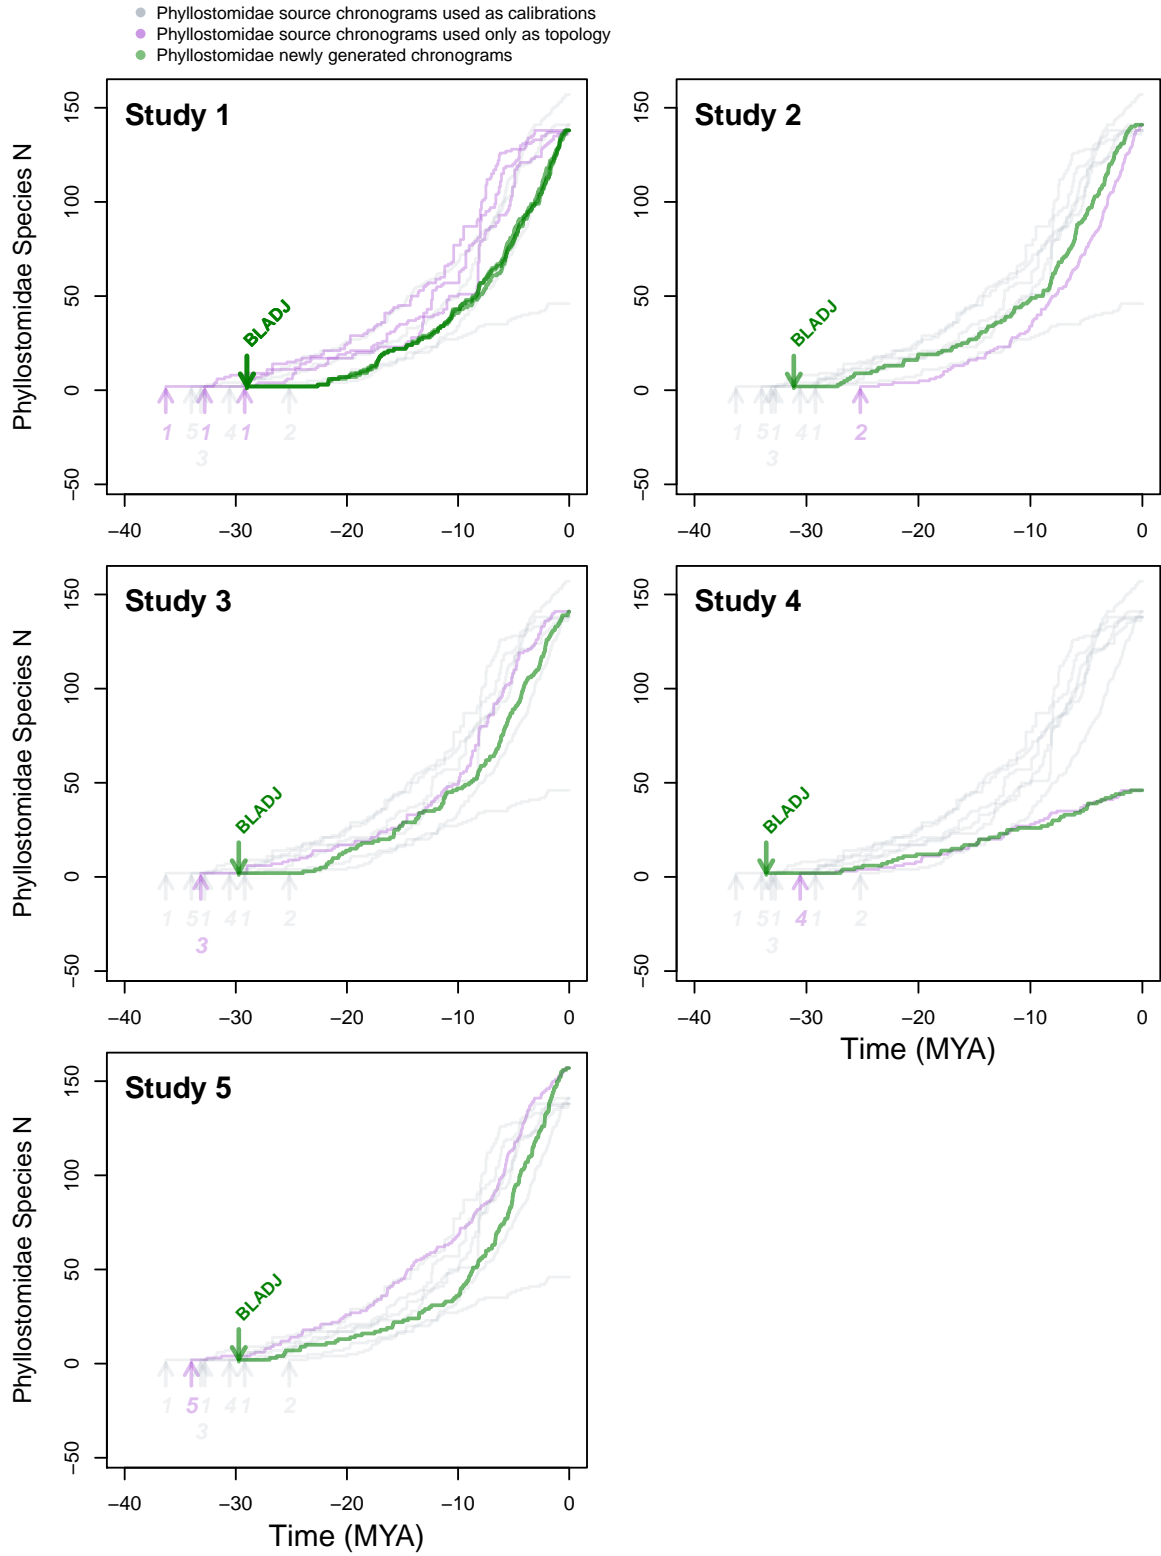 Phyllostomidae source chronograms used as calibrations
Phyllostomidae source chronograms used only as topology
Phyllostomidae newly generated chronograms
Study 1
Phyllostomidae Species N
150
100
50
0
−50
BLADJ
1 5 1 4 1 2
3
−40 −30 −20 −10 0
Study 2
150
100
50
0
−50
BLADJ
1 5 1 4 1 2
3
−40 −30 −20 −10 0
Study 3
Phyllostomidae Species N
150
100
50
0
−50
BLADJ
1 5 1 4 1 2
3
−40 −30 −20 −10 0
Study 4
150
100
50
0
−50
BLADJ
1 5 1 4 1 2
3
−40 −30 −20 −10 0
Time (MYA)
Study 5
Phyllostomidae Species N
150
100
50
0
−50
BLADJ
1 5 1 4 1 2
3
−40 −30 −20 −10 0
Time (MYA)